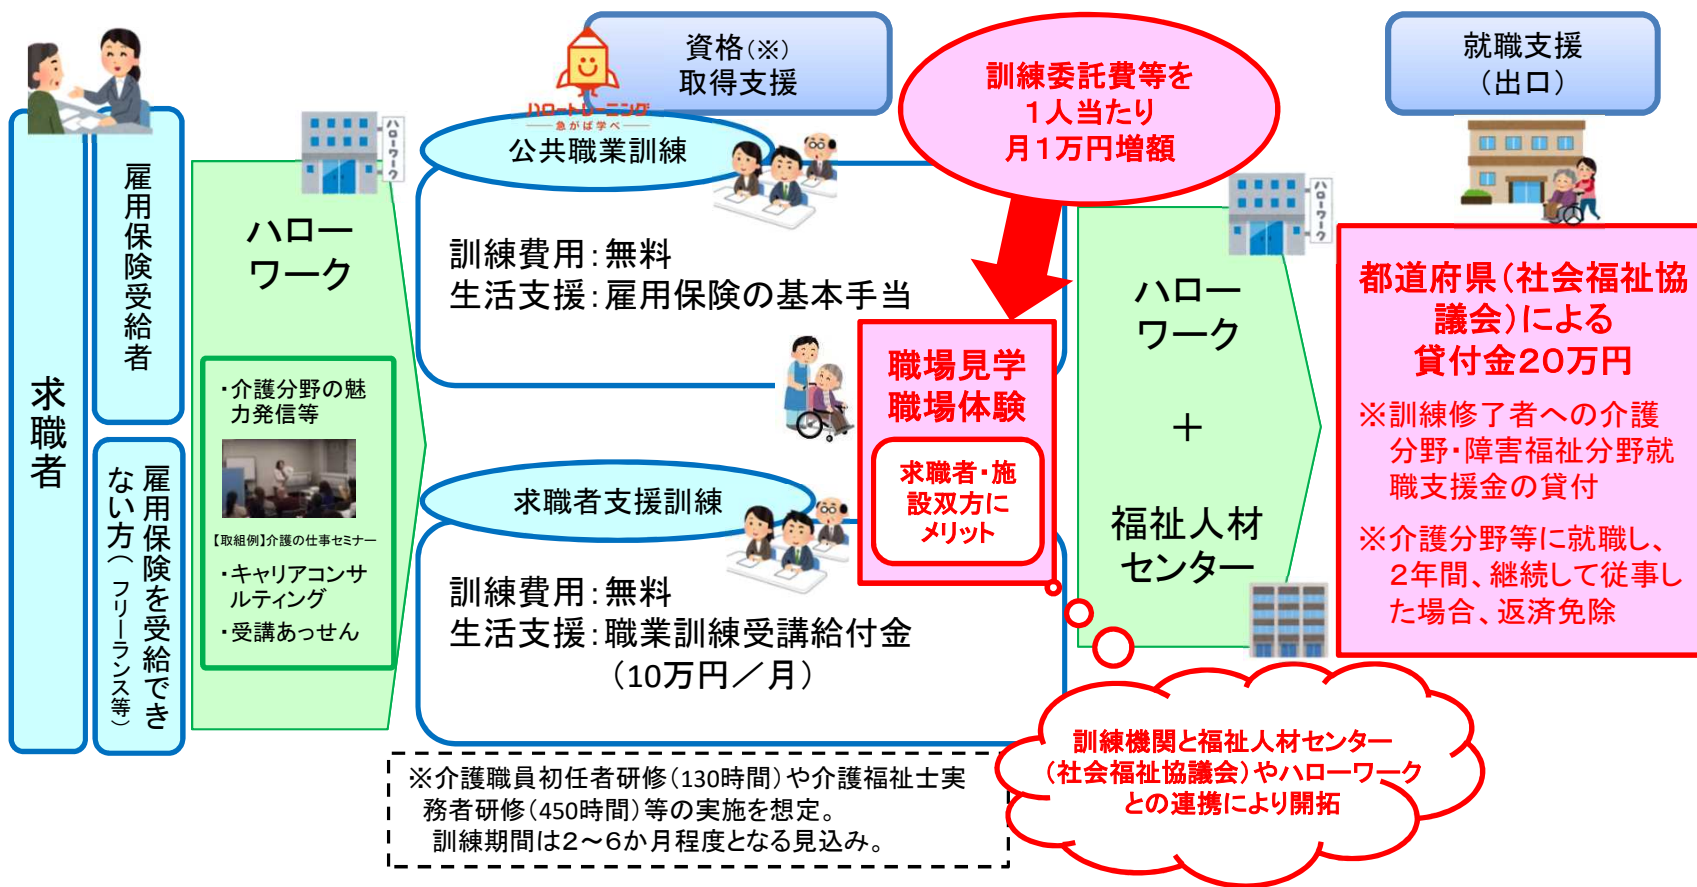 求職者
雇用保険受給者
雇用保険を受給でき
ない方(フリーランス等)
ハローワーク
ハロー
ワーク
・介護分野の魅
力発信等
【取組例】介護の仕事セミナー
・キャリアコンサ
ルティング
・受講あっせん
資格(※)
取得支援
ハロートレーニング
急がば学べ
公共職業訓練
訓練費用:無料
生活支援:雇用保険の基本手当
求職者支援訓練
訓練費用:無料
生活支援:職業訓練受講給付金
(10万円/月)
※介護職員初任者研修(130時間)や介護福祉士実
務者研修(450時間)等の実施を想定。
訓練期間は2~6か月程度となる見込み。
訓練委託費等を
1人当たり
月1万円増額
職場見学
職場体験
求職者・施
設双方に
メリット
訓練機関と福祉人材センター
(社会福祉協議会)やハローワーク
との連携により開拓
ハローワーク
ハロー
ワーク
+
福祉人材
センター
就職支援
(出口)
都道府県(社会福祉協
議会)による
貸付金20万円
※訓練修了者への介護
分野・障害福祉分野就
職支援金の貸付
※介護分野等に就職し、
2年間、継続して従事し
た場合、返済免除